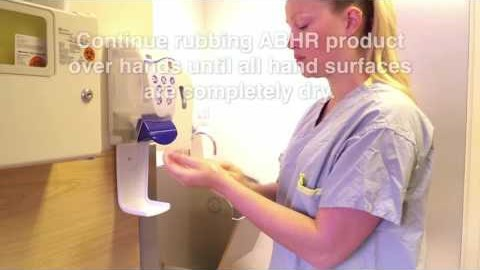 Continue rubbing ABHR product
over hands until all hand surfaces
are completely dry.